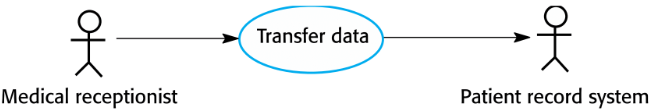 Transfer data
Medical receptionist
Patient record system